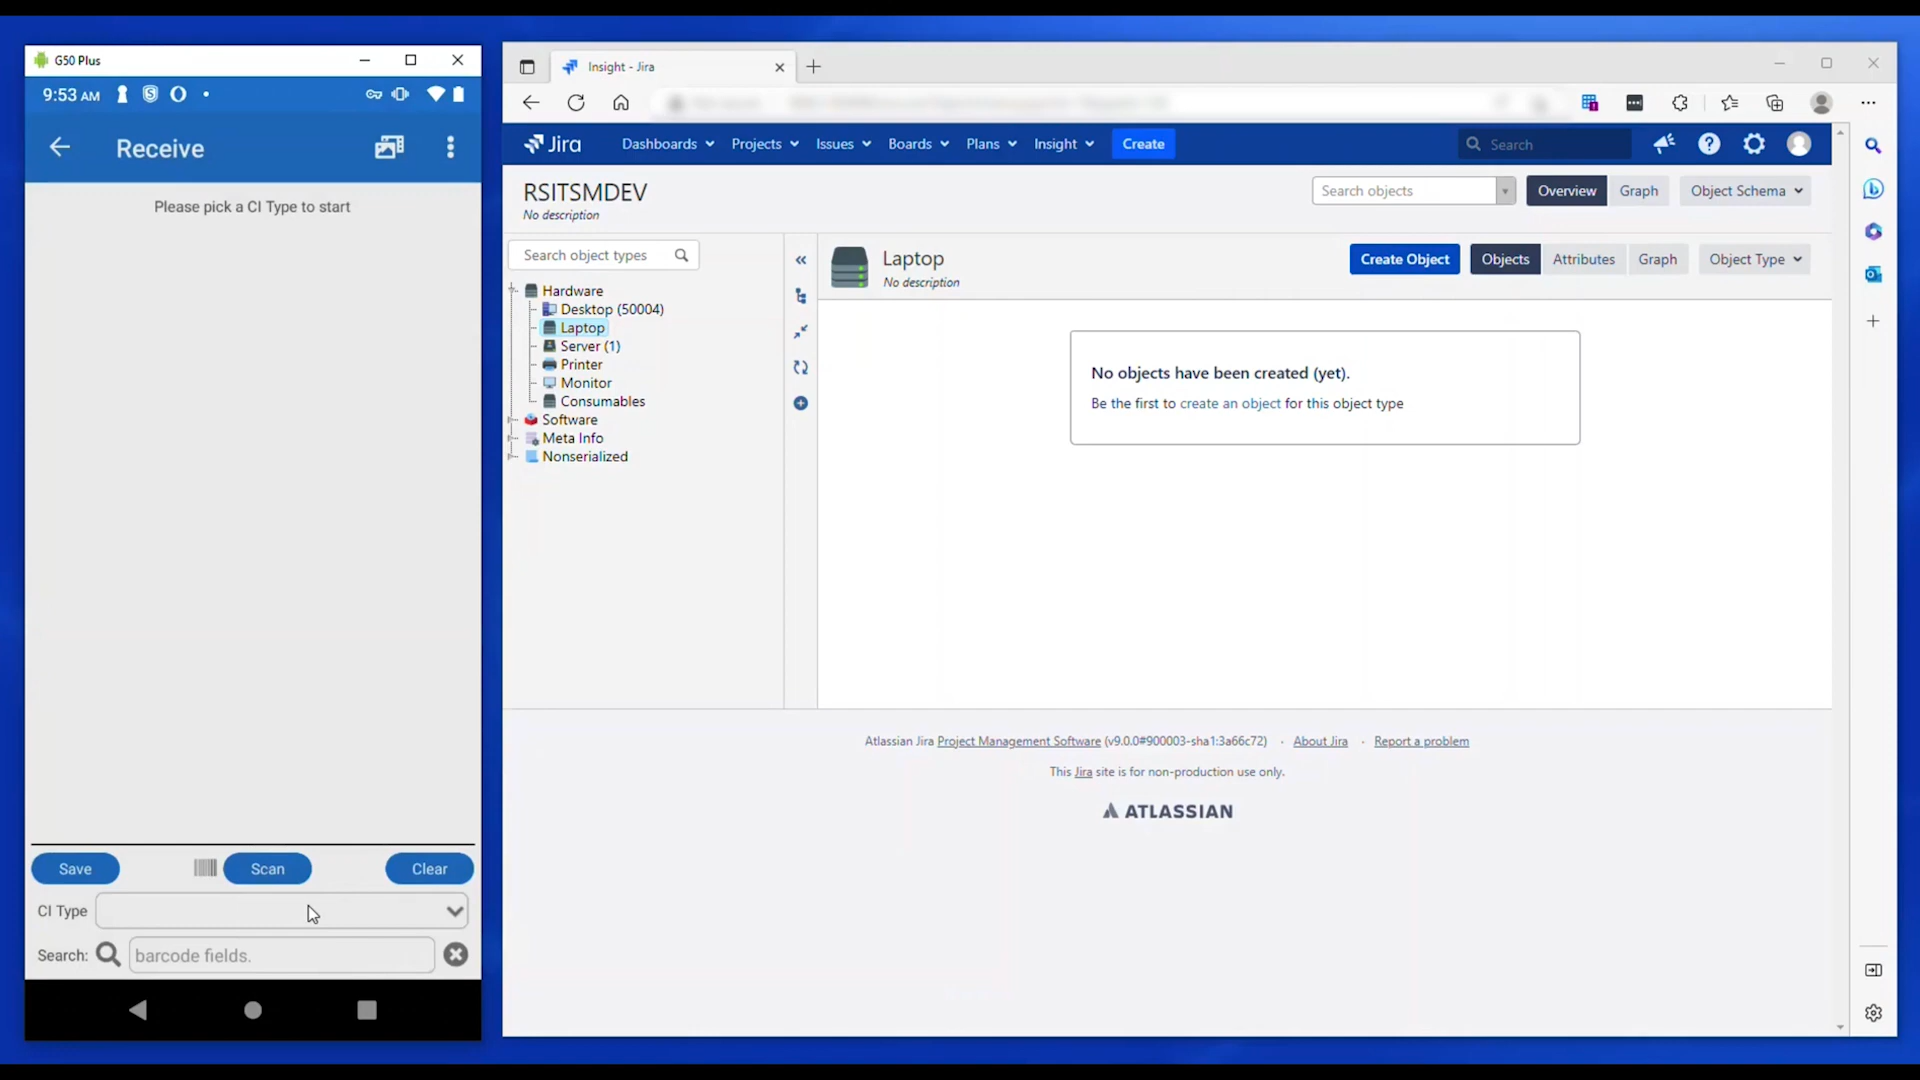 G50 Plus
9:53 AM
Receive
Please pick a CI Type to start
Save
Scan
Clear
CI Type
Search:
barcode fields.
Insight - Jira
Jira
Dashboards
Projects
Issues
Boards
Plans
Insight
Create
Search
RSITSMDEV
No description
Search objects
Overview
Graph
Object Schema
Search object types
Hardware
Desktop (50004)
Laptop
Server (1)
Printer
Monitor
Consumables
Software
Meta Info
Nonserialized
Laptop
No description
Create Object
Objects
Attributes
Graph
Object Type
No objects have been created (yet).
Be the first to create an object for this object type
Atlassian Jira Project Management Software (v9.0.0#900003-sha1:3a66c72) · About Jira · Report a problem
This Jira site is for non-production use only.
ATLASSIAN